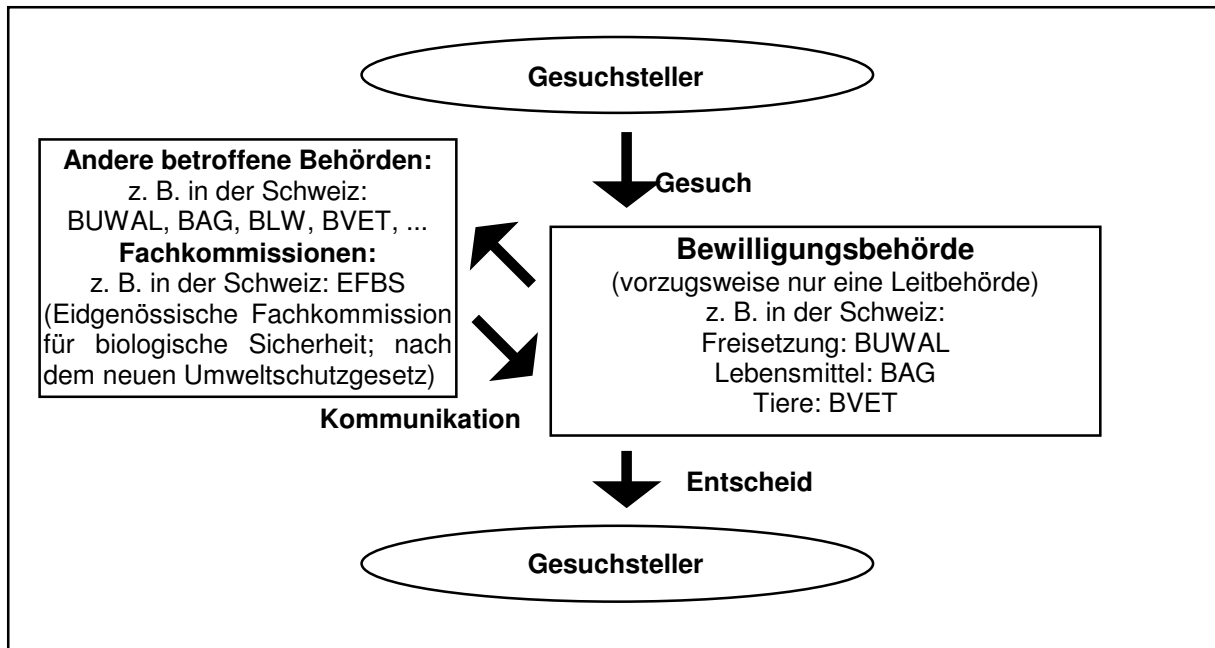 Gesuchsteller
Gesuch
Andere betroffene Behörden:
z. B. in der Schweiz:
BUWAL, BAG, BLW, BVET, ...
Fachkommissionen:
z. B. in der Schweiz: EFBS
(Eidgenössische Fachkommission
für biologische Sicherheit; nach
dem neuen Umweltschutzgesetz)
Kommunikation
Bewilligungsbehörde
(vorzugsweise nur eine Leitbehörde)
z. B. in der Schweiz:
Freisetzung: BUWAL
Lebensmittel: BAG
Tiere: BVET
Entscheid
Gesuchsteller